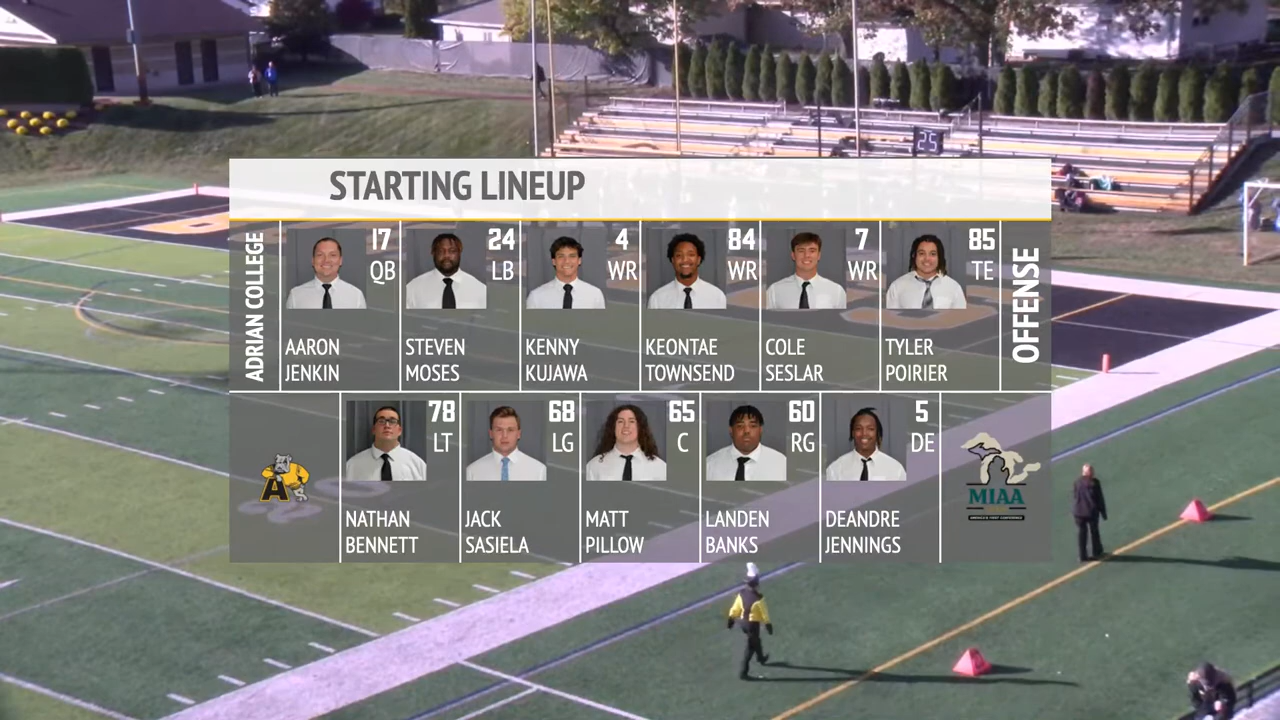 STARTING LINEUP
ADRIAN COLLEGE
17
QB
AARON
JENKIN
24
LB
STEVEN
MOSES
4
WR
KENNY
KUJAWA
84
WR
KEONTAE
TOWNSEND
7
WR
COLE
SESLAR
85
TE
TYLER
POIRIER
OFFENSE
A
78
LT
NATHAN
BENNETT
68
LG
JACK
SASIELA
65
C
MATT
PILLOW
60
RG
LANDEN
BANKS
5
DE
DEANDRE
JENNINGS
MIAA
25